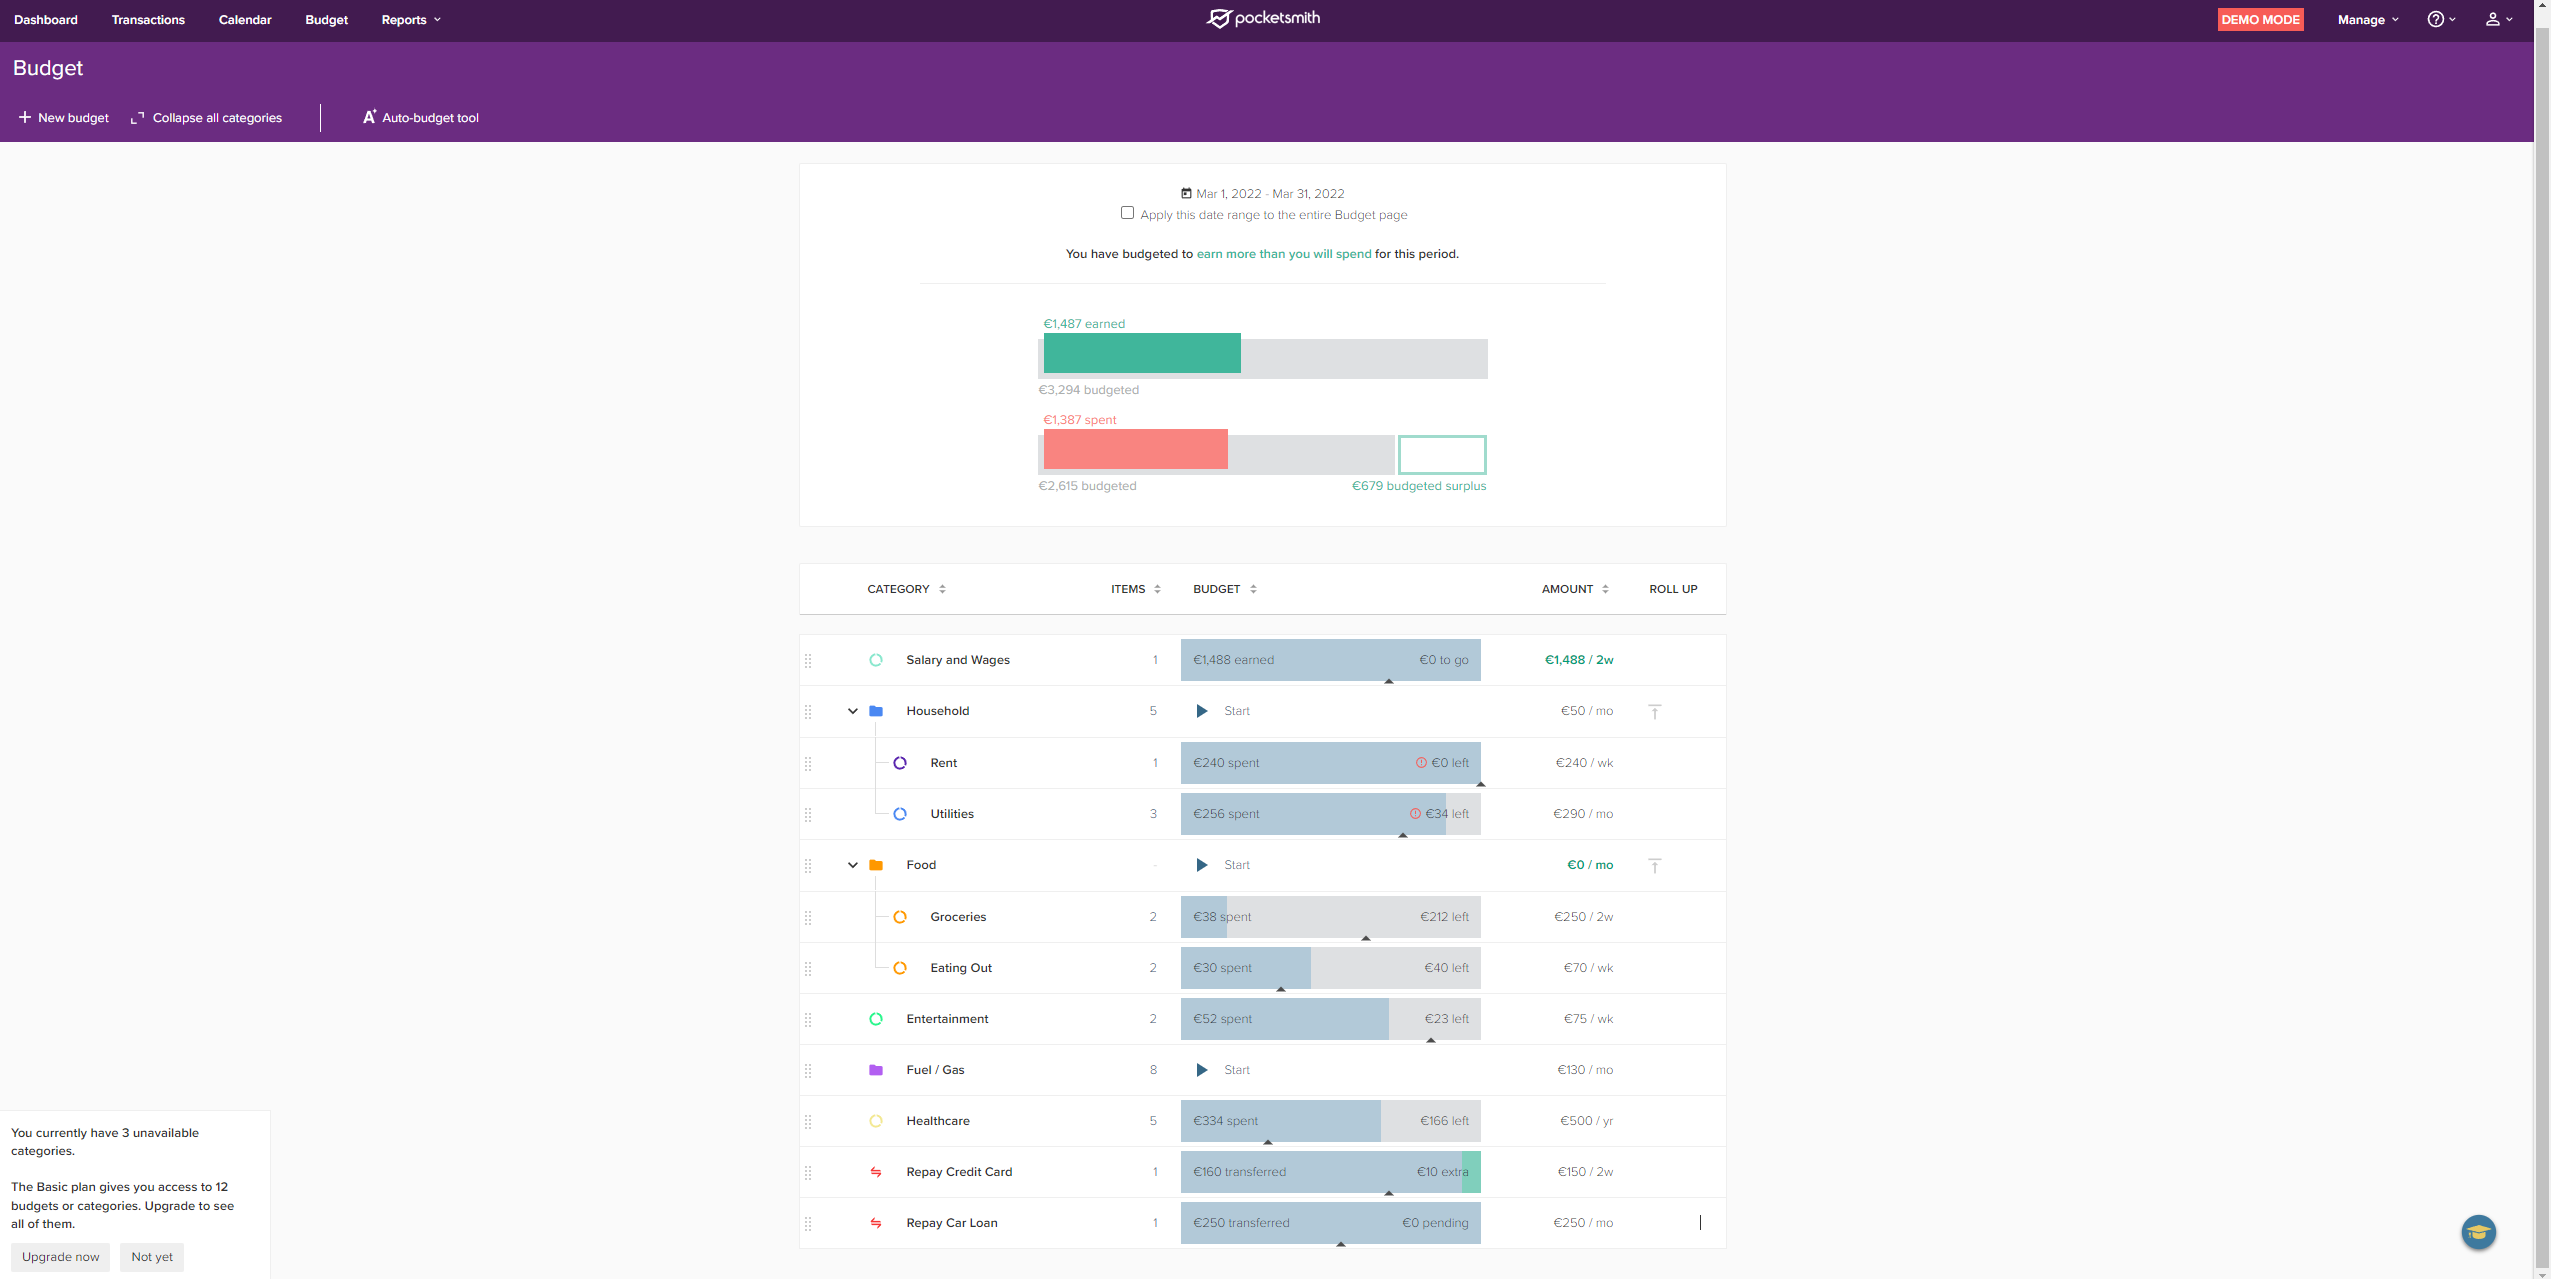 Dashboard Transactions Calendar Budget Reports pocketsmith DEMO MODE Manage
Budget
New budget Collapse all categories Auto-budget tool
Mar 1, 2022 - Mar 31, 2022
Apply this date range to the entire Budget page
You have budgeted to earn more than you will spend for this period.
€1,487 earned
€3,294 budgeted
€1,387 spent
€2,615 budgeted €679 budgeted surplus
CATEGORY ITEMS BUDGET AMOUNT ROLL UP
Salary and Wages 1 €1,488 earned €0 to go €1,488 / 2w
Household 5 Start €50 / mo
Rent 1 €240 spent €0 left €240 / wk
Utilities 3 €256 spent €34 left €290 / mo
Food - Start €0 / mo
Groceries 2 €38 spent €212 left €250 / 2w
Eating Out 2 €30 spent €40 left €70 / wk
Entertainment 2 €52 spent €23 left €75 / wk
Fuel / Gas 8 Start €130 / mo
Healthcare 5 €334 spent €166 left €500 / yr
Repay Credit Card 1 €160 transferred €10 extra €150 / 2w
Repay Car Loan 1 €250 transferred €0 pending €250 / mo
You currently have 3 unavailable
categories.
The Basic plan gives you access to 12
budgets or categories. Upgrade to see
all of them.
Upgrade now Not yet